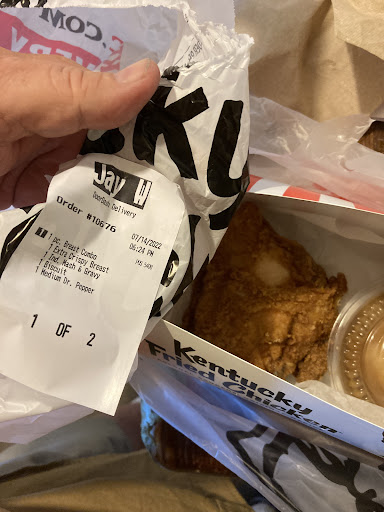 .COM
Jay W
DoorDash Delivery
Order #10676
07/14/2022
06:24 PM
1 pc. Breast Combo
1 Extra Crispy Breast
1 Ind. Mash & Gravy
1 Biscuit
1 Medium Dr. Pepper
1 OF 2
Kentucky
Fried Chicken